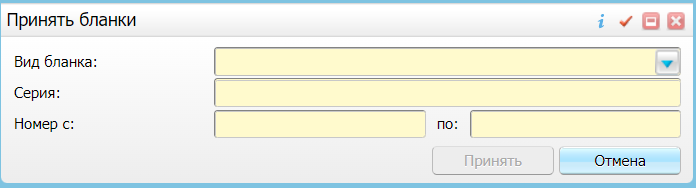 Принять бланки
Вид бланка:
Серия:
Номер с: по:
Принять Отмена